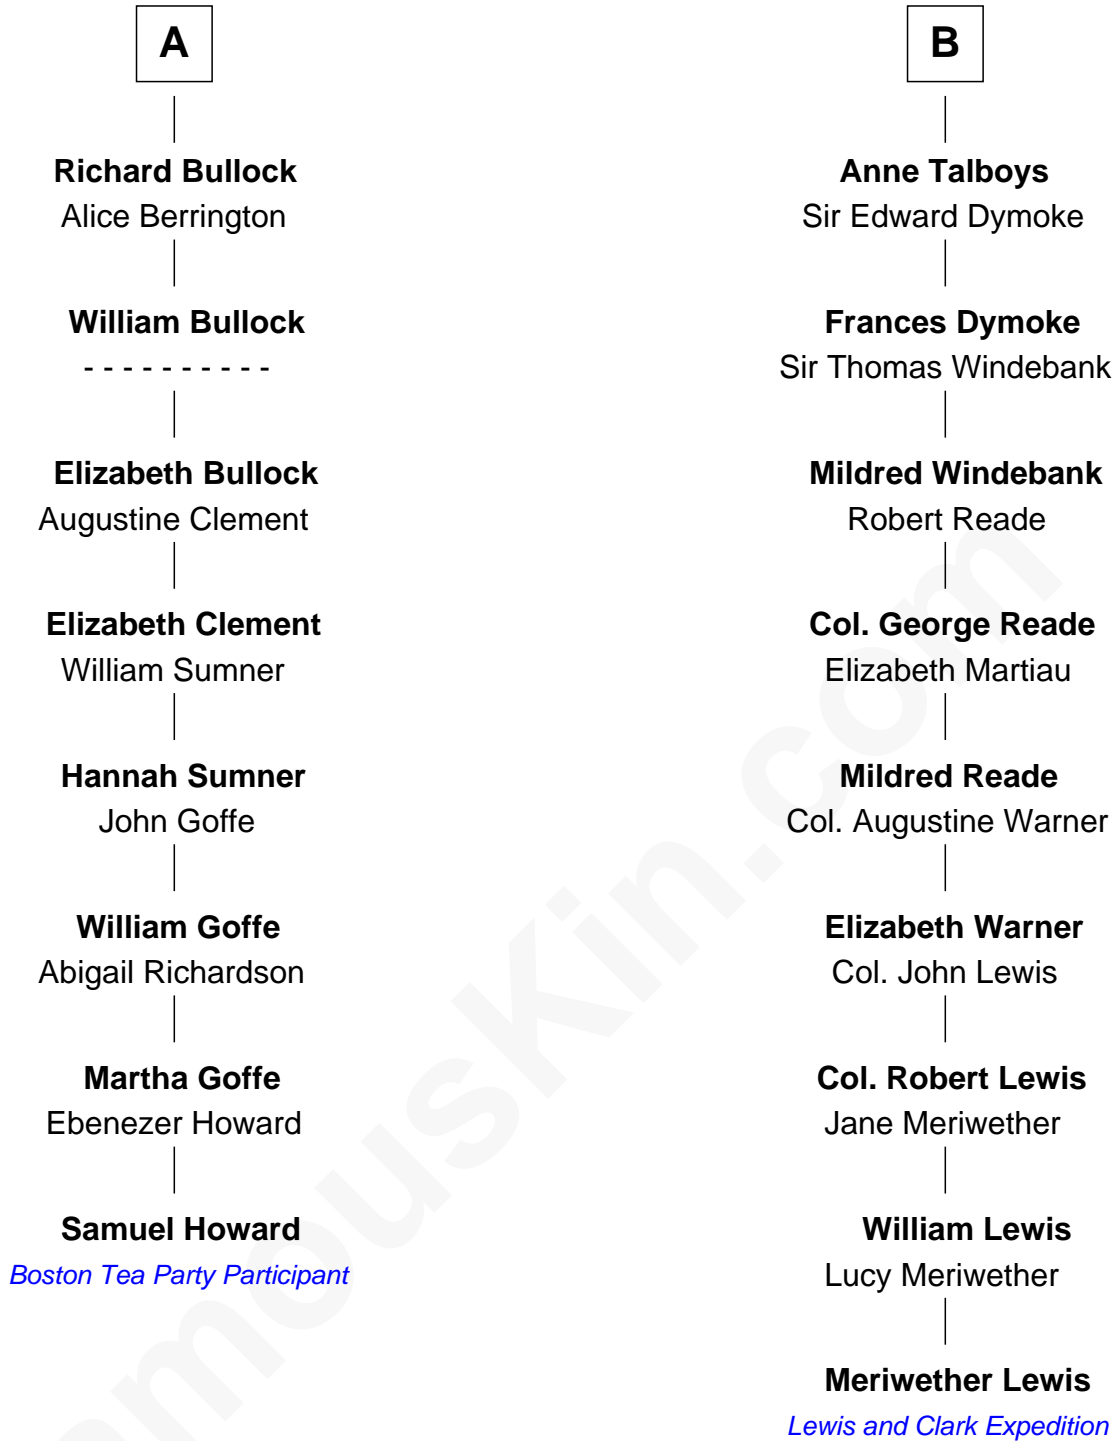 A
Richard Bullock
Alice Berrington
William Bullock
- - - - - - - - - -
Elizabeth Bullock
Augustine Clement
Elizabeth Clement
William Sumner
Hannah Sumner
John Goffe
William Goffe
Abigail Richardson
Martha Goffe
Ebenezer Howard
Samuel Howard
Boston Tea Party Participant
B
Anne Talboys
Sir Edward Dymoke
Frances Dymoke
Sir Thomas Windebank
Mildred Windebank
Robert Reade
Col. George Reade
Elizabeth Martiau
Mildred Reade
Col. Augustine Warner
Elizabeth Warner
Col. John Lewis
Col. Robert Lewis
Jane Meriwether
William Lewis
Lucy Meriwether
Meriwether Lewis
Lewis and Clark Expedition
amouskin.com